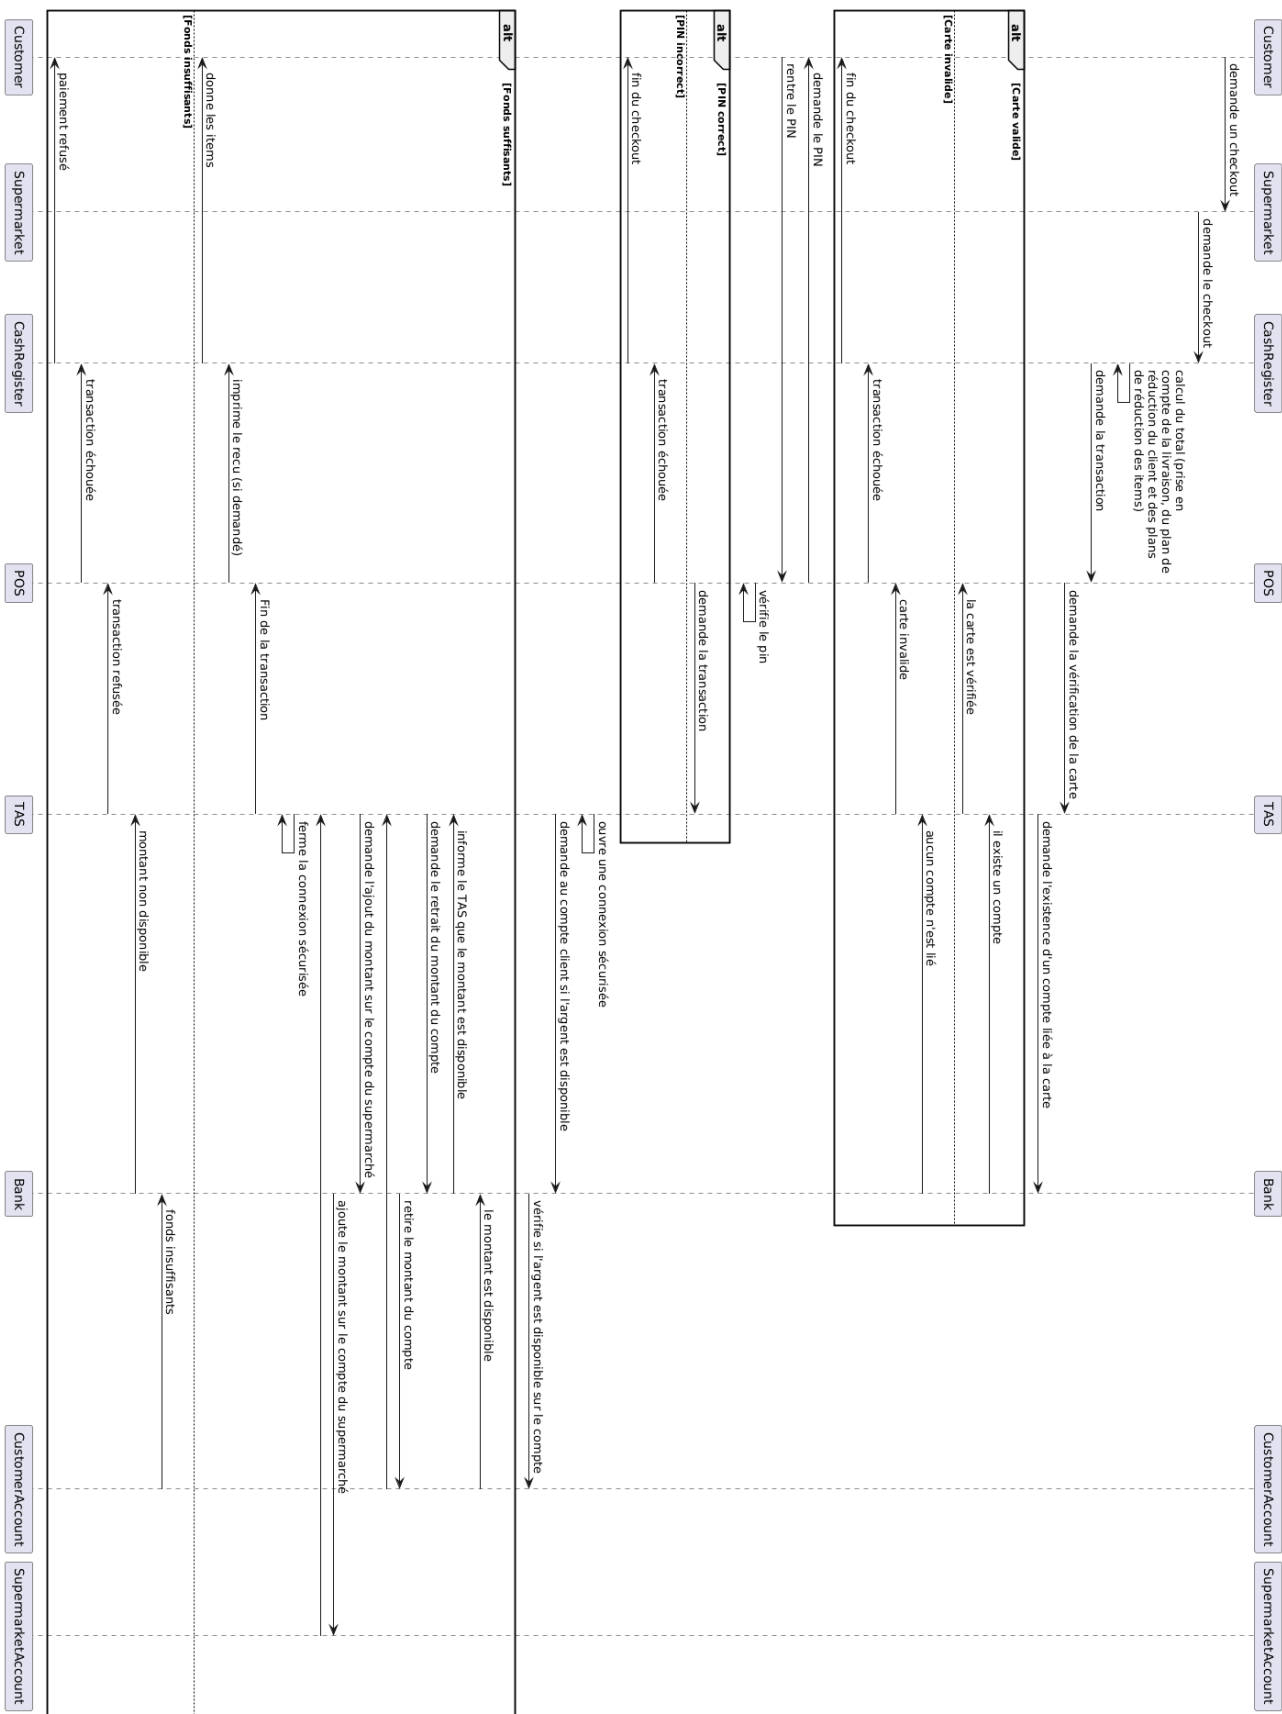 Customer
Supermarket
CashRegister
POS
TAS
Bank
CustomerAccount
SupermarketAccount
demande un checkout
demande le checkout
calcul du total (prise en
compte de la livraison, du plan de
réduction du client et des plans
de réduction des items)
demande la transaction
demande la vérification de la carte
demande l'existence d'un compte liée à la carte
alt
[Carte valide]
il existe un compte
la carte est vérifiée
[Carte invalide]
aucun compte n'est lié
carte invalide
transaction échouée
fin du checkout
demande le PIN
rentre le PIN
vérifie le pin
alt
[PIN correct]
demande la transaction
[PIN incorrect]
transaction échouée
fin du checkout
ouvre une connexion sécurisée
demande au compte client si l'argent est disponible
vérifie si l'argent est disponible sur le compte
alt
[Fonds suffisants]
le montant est disponible
informe le TAS que le montant est disponible
demande le retrait du montant du compte
retire le montant du compte
demande l'ajout du montant sur le compte du supermarché
ajoute le montant sur le compte du supermarché
ferme la connexion sécurisée
Fin de la transaction
imprime le recu (si demandé)
donne les items
[Fonds insuffisants]
fonds insuffisants
montant non disponible
transaction refusée
transaction échouée
paiement refusé
Customer
Supermarket
CashRegister
POS
TAS
Bank
CustomerAccount
SupermarketAccount